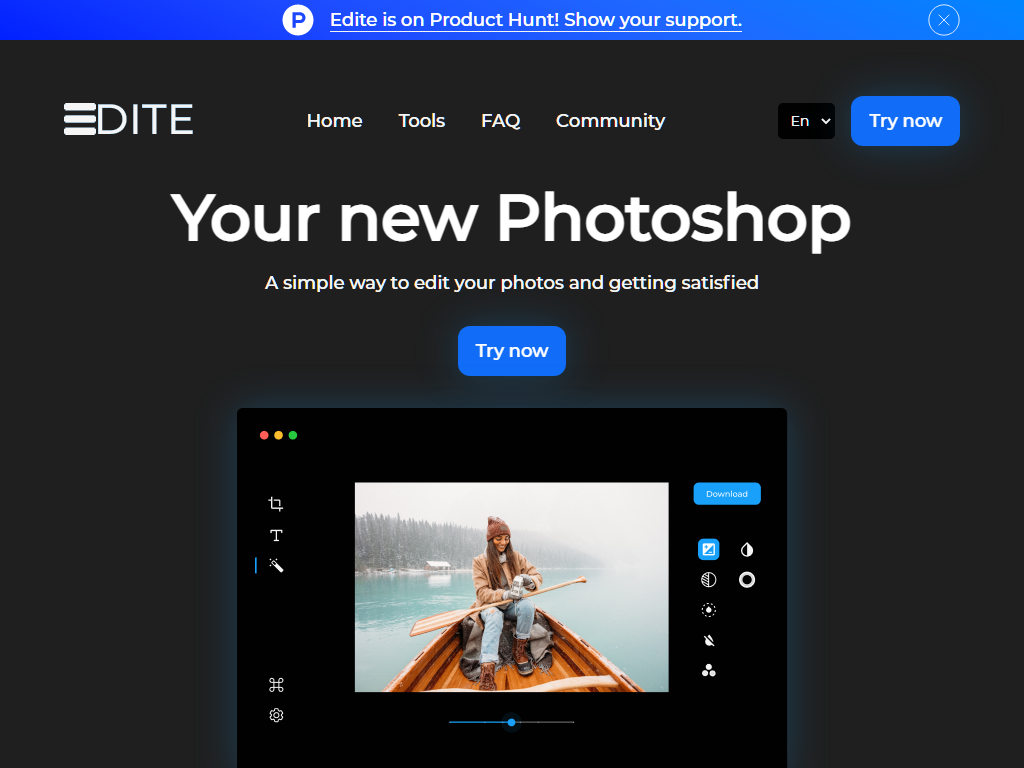 P Edite is on Product Hunt! Show your support.
EDITE Home Tools FAQ Community En Try now
Your new Photoshop
A simple way to edit your photos and getting satisfied
Try now
Download
T